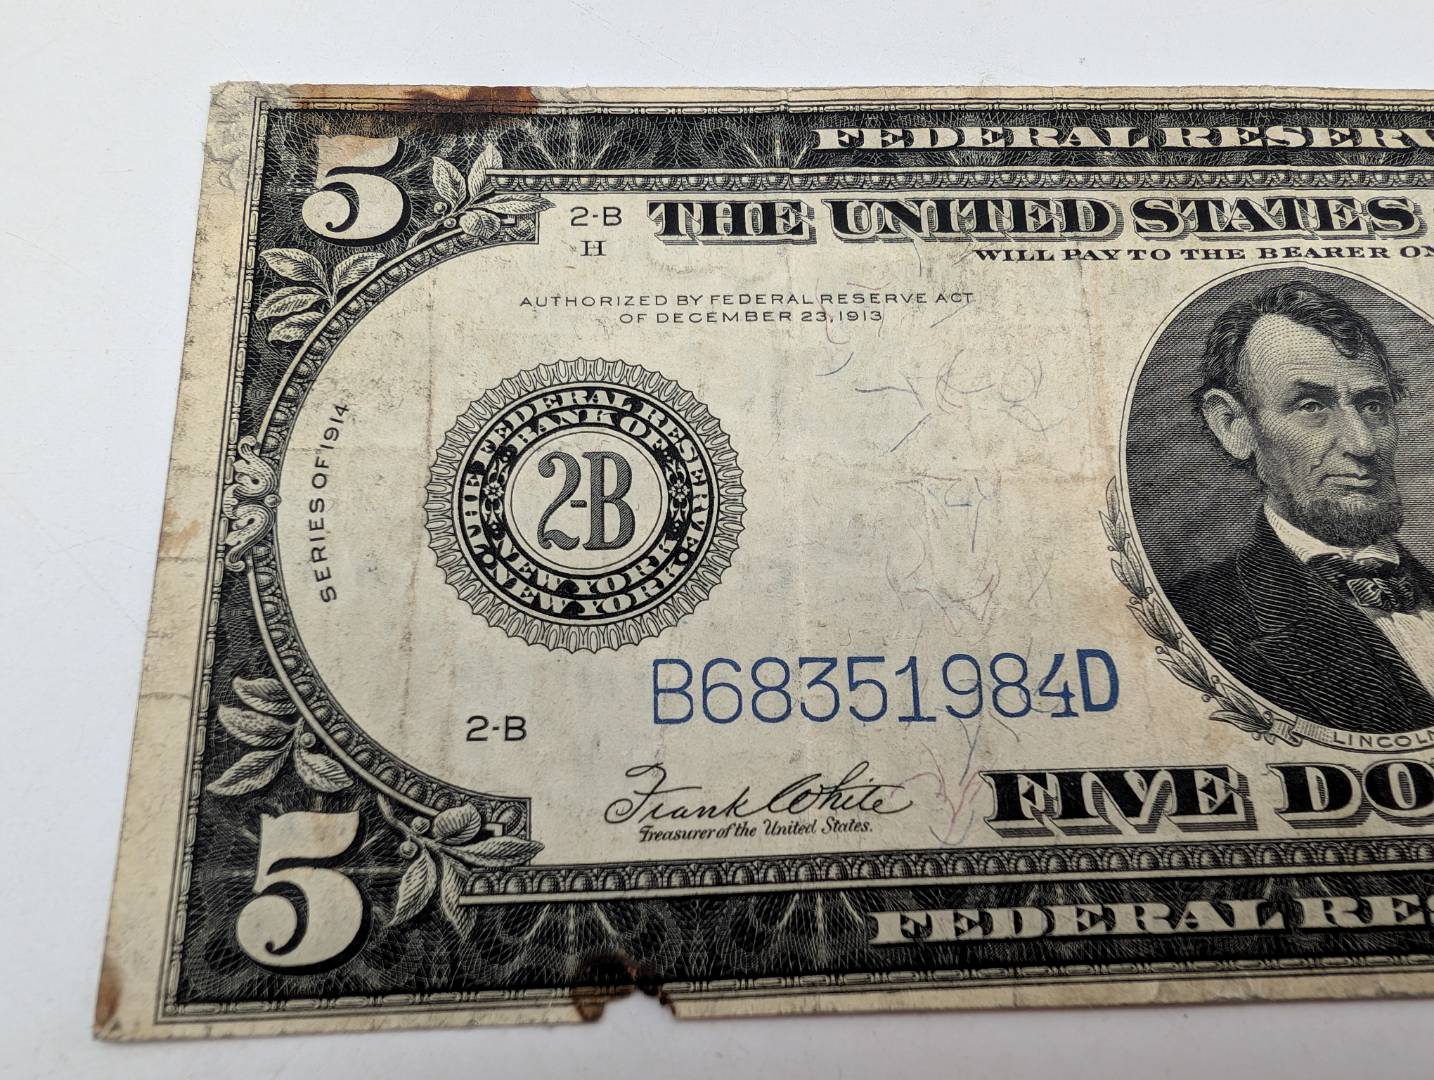 5
FEDERAL RESERV
2-B
H
THE UNITED STATES
WILL PAY TO THE BEARER ON
AUTHORIZED BY FEDERAL RESERVE ACT
OF DECEMBER 23, 1913
SERIES OF 1914
THE FEDERAL RESERVE
BANK OF
2-B
NEW YORK
NEW YORK
B68351984D
2-B
LINCOLN
Frank White
Treasurer of the United States.
FIVE DO
5
FEDERAL RES